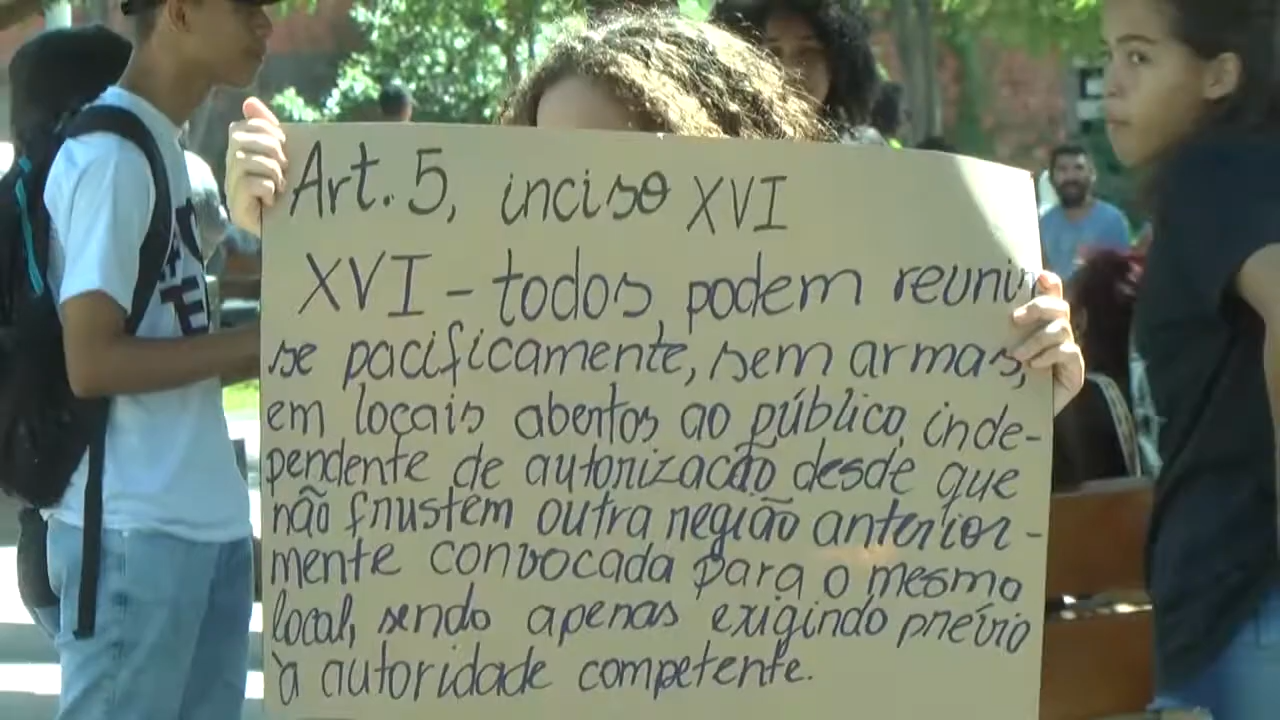 Art. 5, inciso XVI
XVI - todos podem reunir
se pacificamente, sem armas,
em locais abertos ao público, inde-
pendente de autorização desde que
não frustem outra região anterior-
mente convocada para o mesmo
local, sendo apenas exigindo prévio
à autoridade competente.